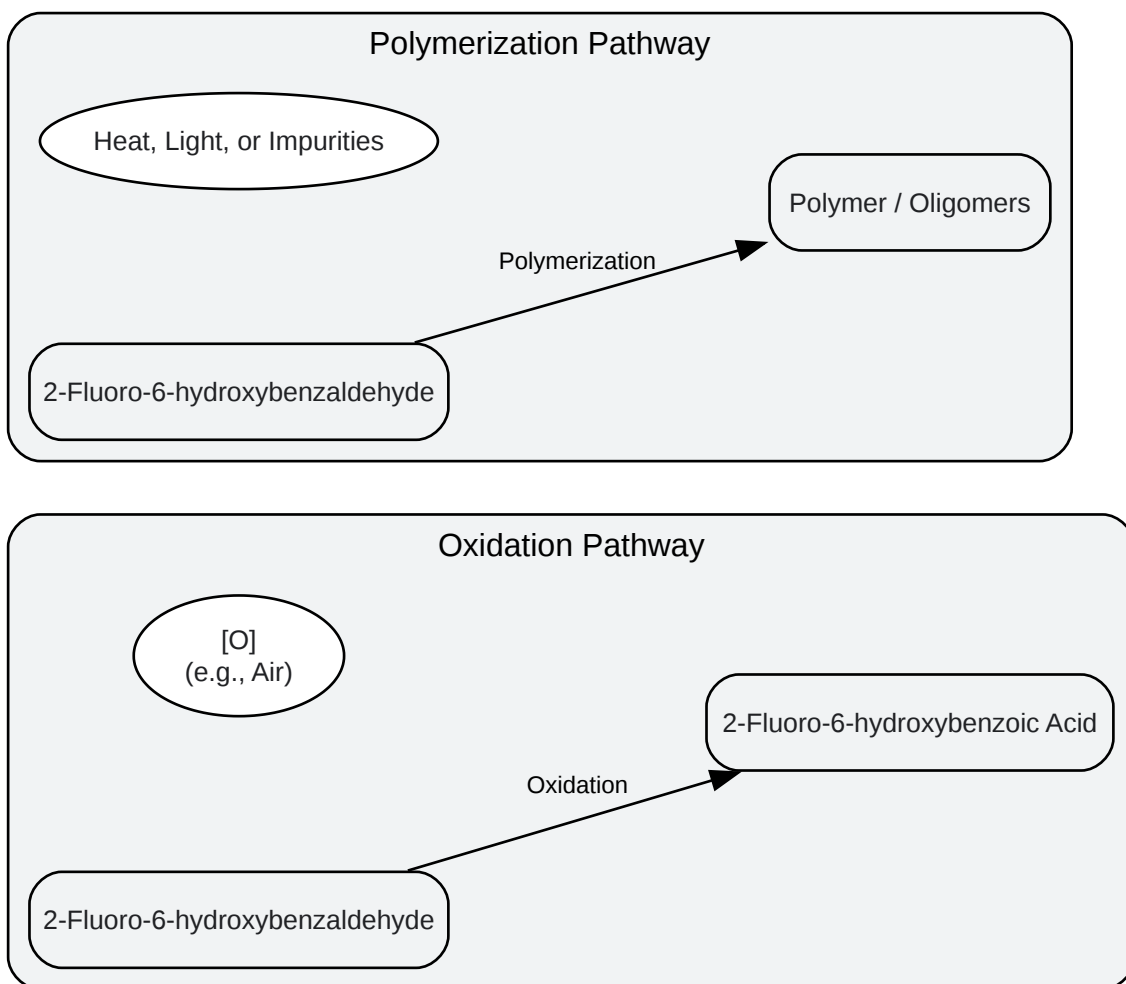 Polymerization Pathway
Heat, Light, or Impurities
Polymer / Oligomers
Polymerization
2-Fluoro-6-hydroxybenzaldehyde
Oxidation Pathway
[O]
(e.g., Air)
2-Fluoro-6-hydroxybenzoic Acid
Oxidation
2-Fluoro-6-hydroxybenzaldehyde